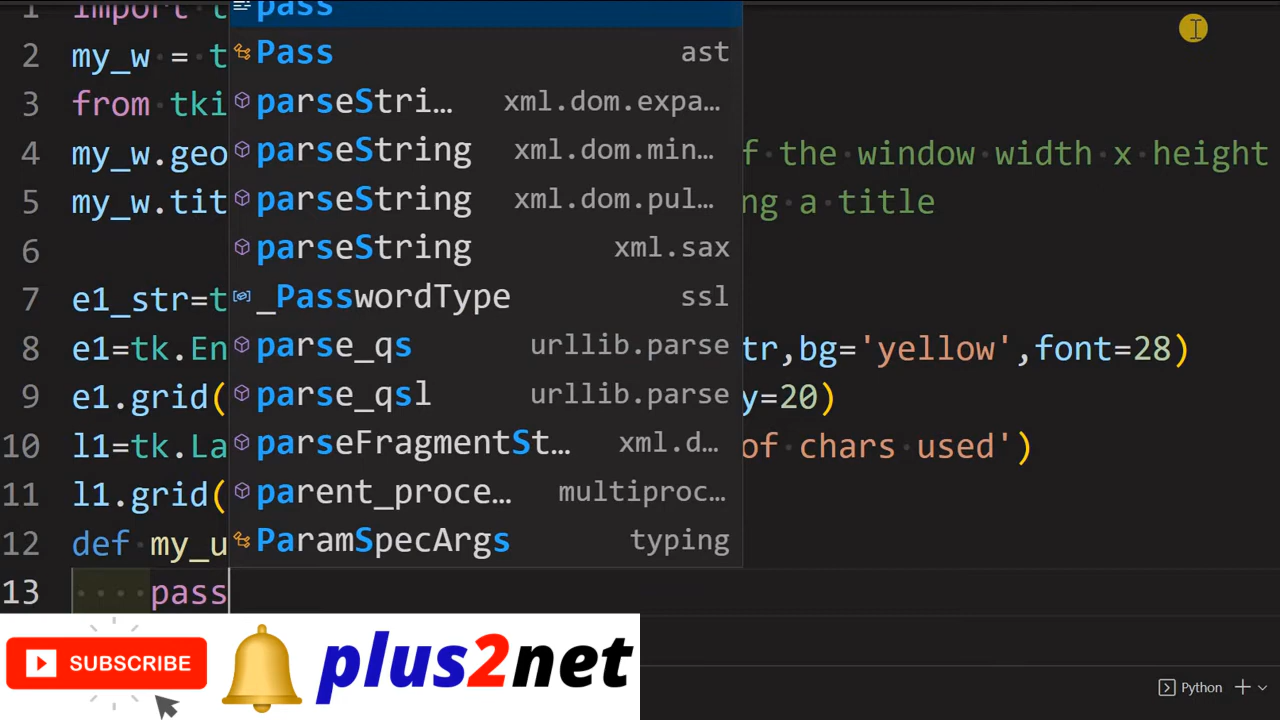 1 import t
2 my_w = t
3 from tki
4 my_w.geo f the window width x height
5 my_w.tit ng a title
6
7 e1_str=t
8 e1=tk.En tr,bg='yellow',font=28)
9 e1.grid( y=20)
10 l1=tk.La of chars used')
11 l1.grid(
12 def my_u
13 pass
pass
Pass ast
parseStri… xml.dom.expa…
parseString xml.dom.min…
parseString xml.dom.pul…
parseString xml.sax
_PasswordType ssl
parse_qs urllib.parse
parse_qsl urllib.parse
parseFragmentSt… xml.d…
parent_proce… multiproc…
ParamSpecArgs typing
SUBSCRIBE
plus2net
Python